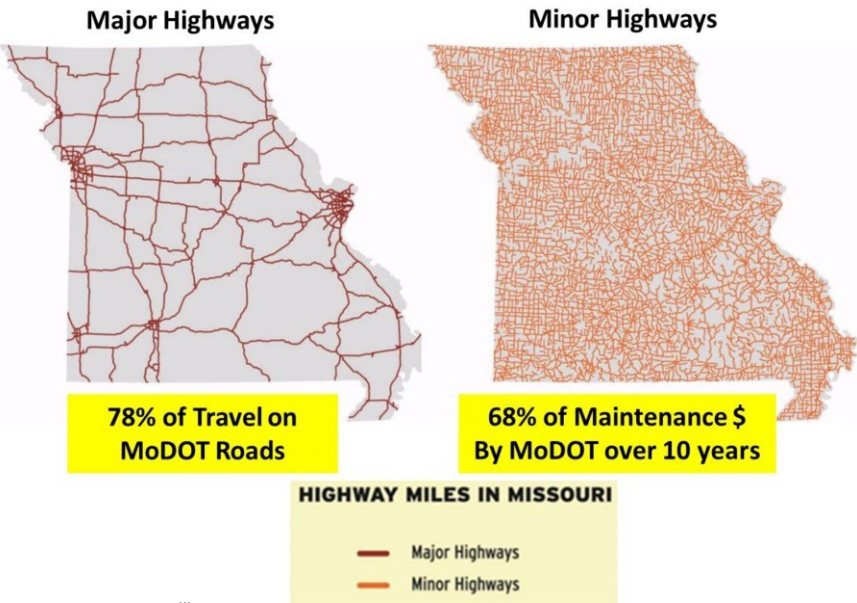 Major Highways
Minor Highways
78% of Travel on
MoDOT Roads
68% of Maintenance $
By MoDOT over 10 years
HIGHWAY MILES IN MISSOURI
Major Highways
Minor Highways